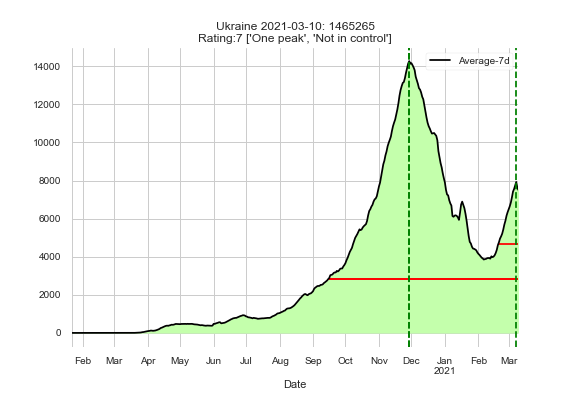 Ukraine 2021-03-10: 1465265
Rating:7 ['One peak', 'Not in control']
Average-7d
14000
12000
10000
8000
6000
4000
2000
0
Feb Mar Apr May Jun Jul Aug Sep Oct Nov Dec Jan Feb Mar
2021
Date